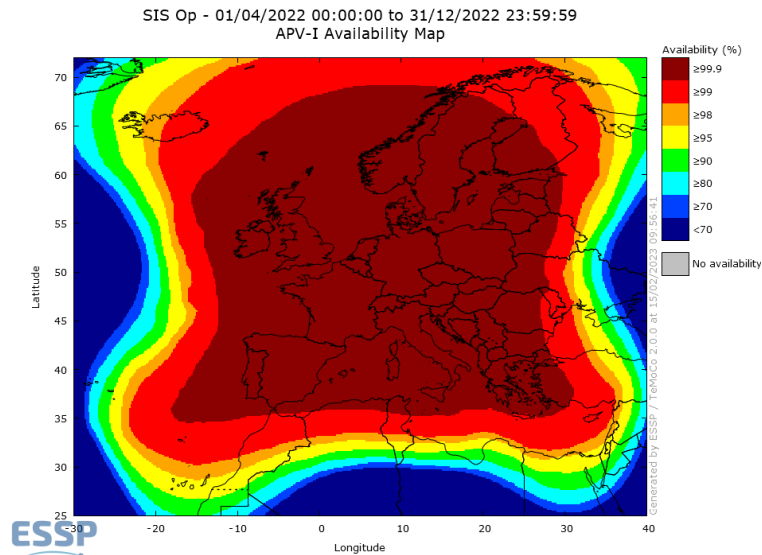 SIS Op - 01/04/2022 00:00:00 to 31/12/2022 23:59:59
APV-I Availability Map
Availability (%)
≥99.9
≥99
≥98
≥95
≥90
≥80
≥70
<70
No availability
Latitude
70
65
60
55
50
45
40
35
30
25
-30 -20 -10 0 10 20 30 40
Longitude
Generated by ESSP / TeMoCo 2.0.0 at 15/02/2023 09:56:41
ESSP